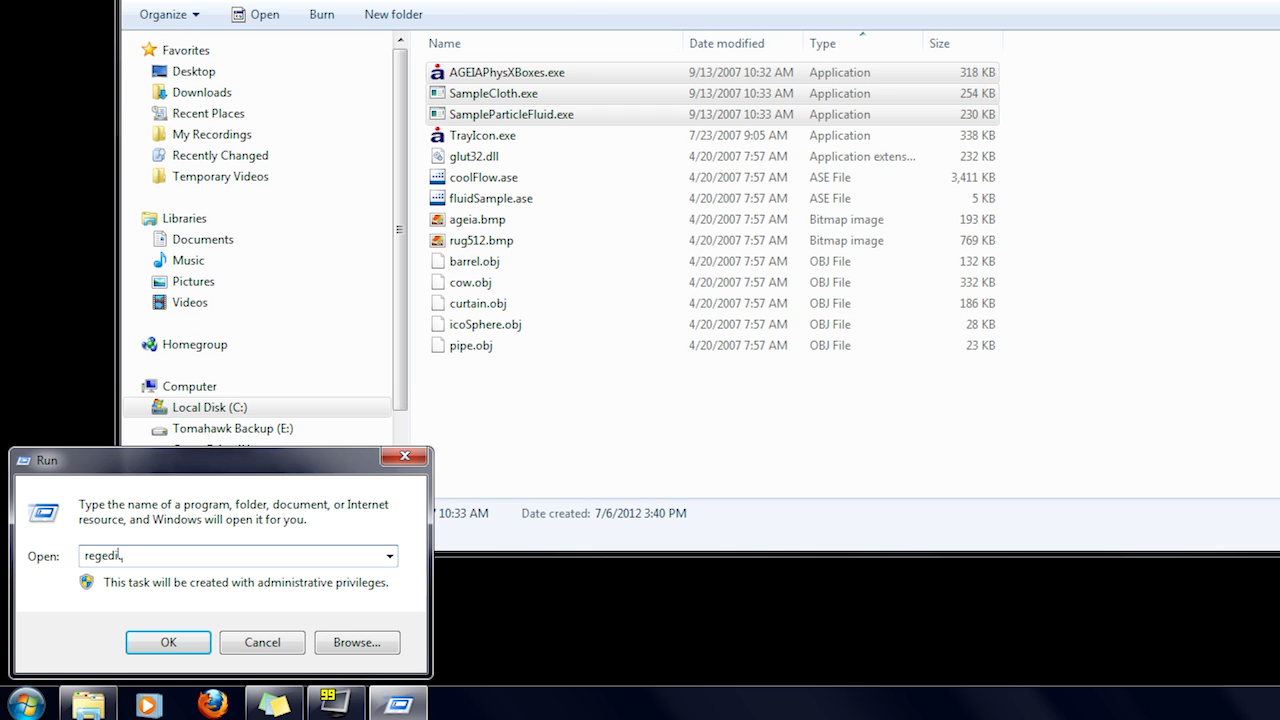 Organize Open Burn New folder
Favorites
Desktop
Downloads
Recent Places
My Recordings
Recently Changed
Temporary Videos
Libraries
Documents
Music
Pictures
Videos
Homegroup
Computer
Local Disk (C:)
Tomahawk Backup (E:)
Name Date modified Type Size
AGEIAPhysXBoxes.exe 9/13/2007 10:32 AM Application 318 KB
SampleCloth.exe 9/13/2007 10:33 AM Application 254 KB
SampleParticleFluid.exe 9/13/2007 10:33 AM Application 230 KB
TrayIcon.exe 7/23/2007 9:05 AM Application 338 KB
glut32.dll 4/20/2007 7:57 AM Application extens... 232 KB
coolFlow.ase 4/20/2007 7:57 AM ASE File 3,411 KB
fluidSample.ase 4/20/2007 7:57 AM ASE File 5 KB
ageia.bmp 4/20/2007 7:57 AM Bitmap image 193 KB
rug512.bmp 4/20/2007 7:57 AM Bitmap image 769 KB
barrel.obj 4/20/2007 7:57 AM OBJ File 132 KB
cow.obj 4/20/2007 7:57 AM OBJ File 332 KB
curtain.obj 4/20/2007 7:57 AM OBJ File 186 KB
icoSphere.obj 4/20/2007 7:57 AM OBJ File 28 KB
pipe.obj 4/20/2007 7:57 AM OBJ File 23 KB
10:33 AM Date created: 7/6/2012 3:40 PM
Run
Type the name of a program, folder, document, or Internet
resource, and Windows will open it for you.
Open: regedi
This task will be created with administrative privileges.
OK Cancel Browse...
99